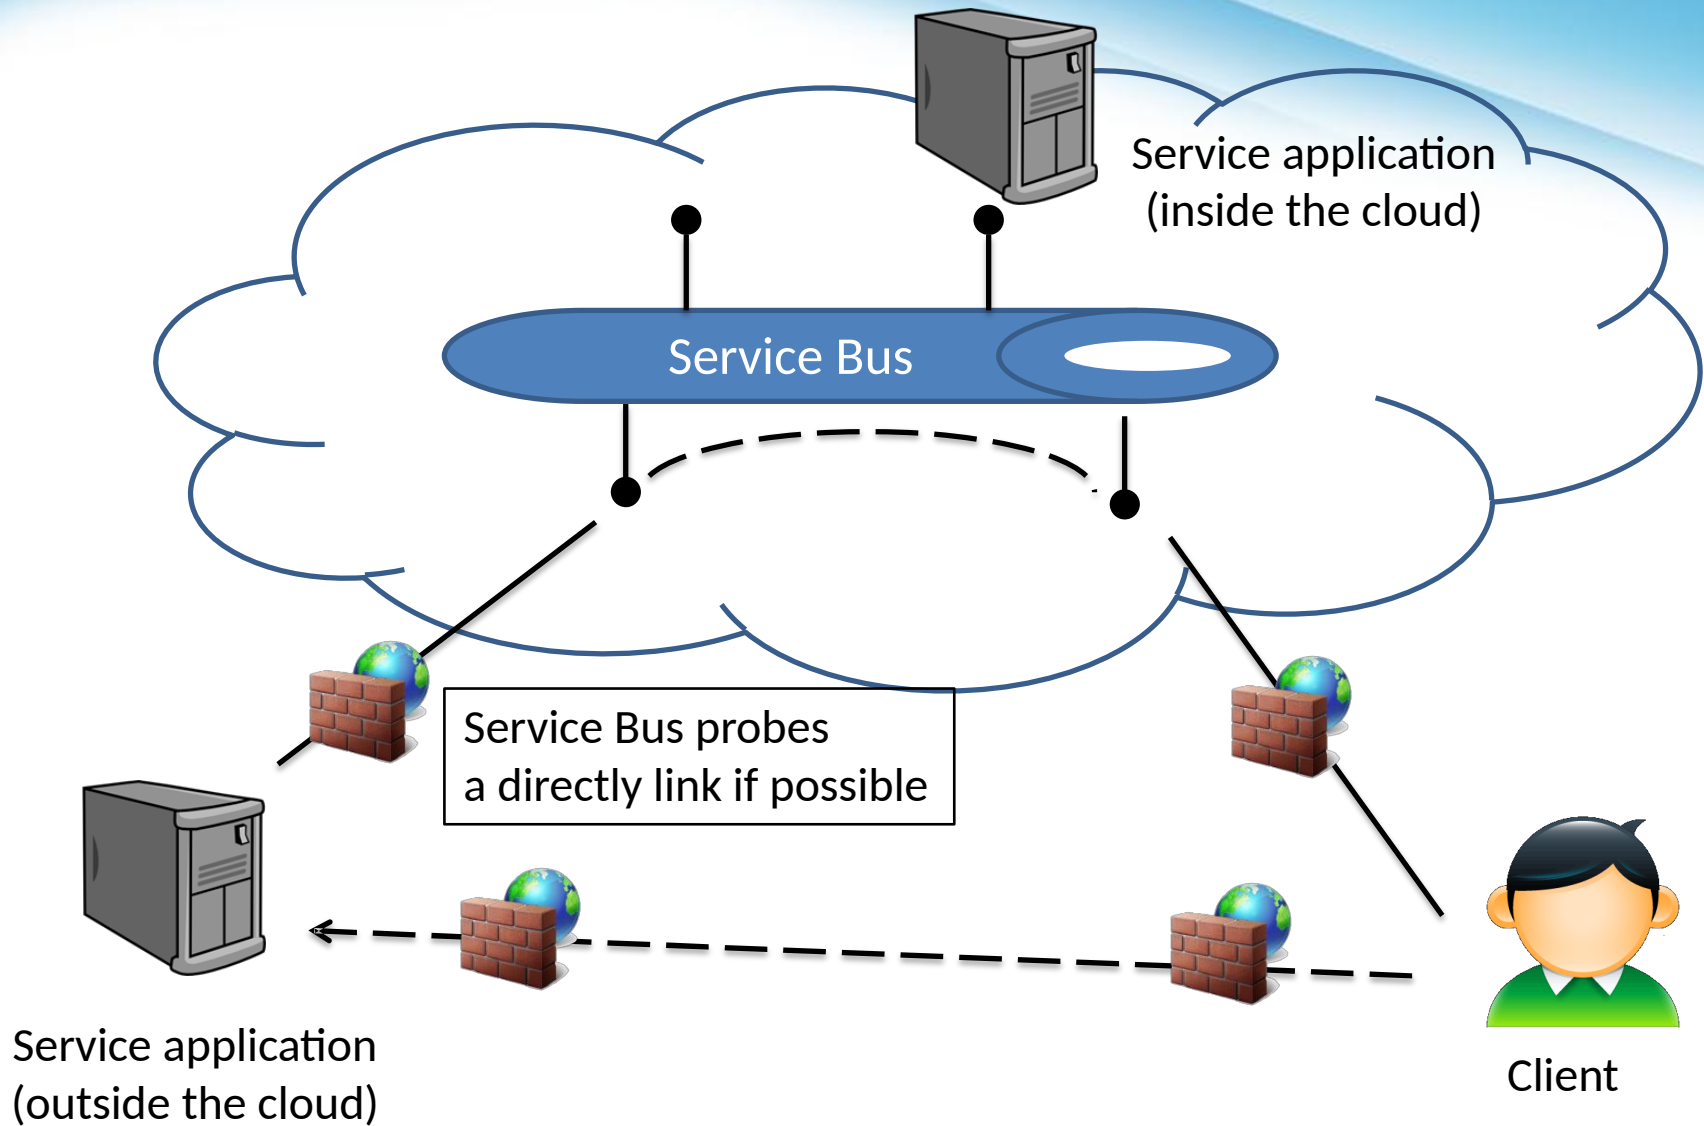 Service application
(inside the cloud)
Service Bus
Service Bus probes
a directly link if possible
Service application
(outside the cloud)
Client